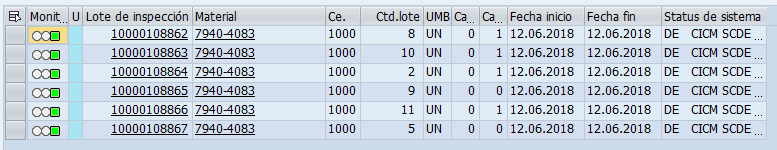 Monit... U Lote de inspección Material Ce. Ctd.lote UMB Ca... Ca... Fecha inicio Fecha fin Status de sistema
10000108862 7940-4083 1000 8 UN 0 1 12.06.2018 12.06.2018 DE CICM SCDE ...
10000108863 7940-4083 1000 10 UN 0 1 12.06.2018 12.06.2018 DE CICM SCDE ...
10000108864 7940-4083 1000 2 UN 0 1 12.06.2018 12.06.2018 DE CICM SCDE ...
10000108865 7940-4083 1000 9 UN 0 0 12.06.2018 12.06.2018 DE CICM SCDE ...
10000108866 7940-4083 1000 11 UN 0 1 12.06.2018 12.06.2018 DE CICM SCDE ...
10000108867 7940-4083 1000 5 UN 0 0 12.06.2018 12.06.2018 DE CICM SCDE ...